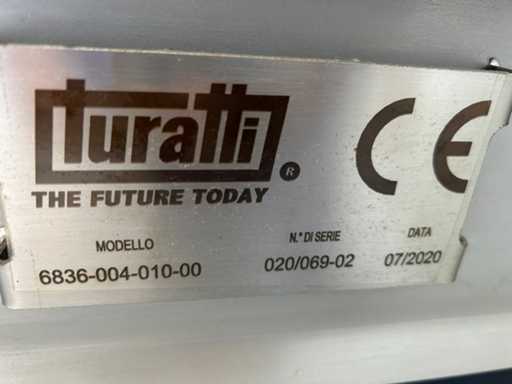 turatti
®
THE FUTURE TODAY
CE
MODELLO N.° DI SERIE DATA
6836-004-010-00 020/069-02 07/2020